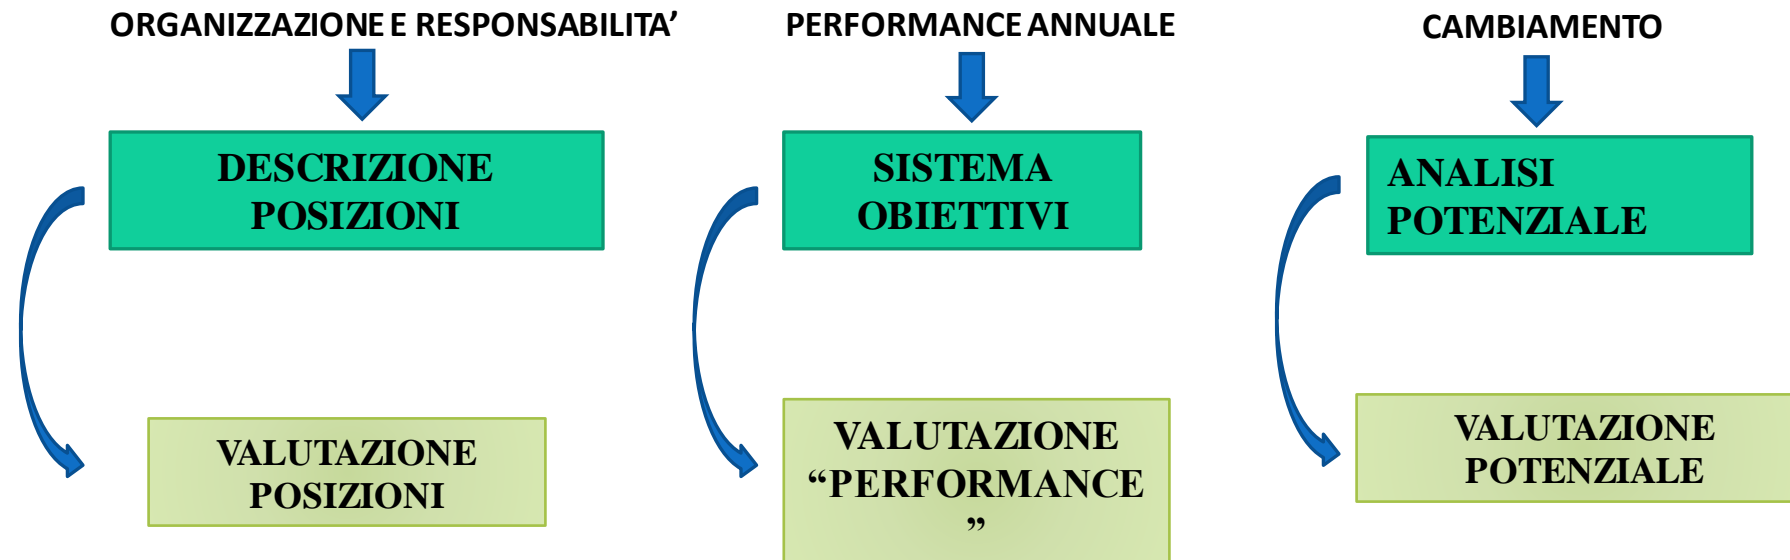 ORGANIZZAZIONE E RESPONSABILITA’
PERFORMANCE ANNUALE
CAMBIAMENTO
DESCRIZIONE
POSIZIONI
SISTEMA
OBIETTIVI
ANALISI
POTENZIALE
VALUTAZIONE
POSIZIONI
VALUTAZIONE
“PERFORMANCE
”
VALUTAZIONE
POTENZIALE